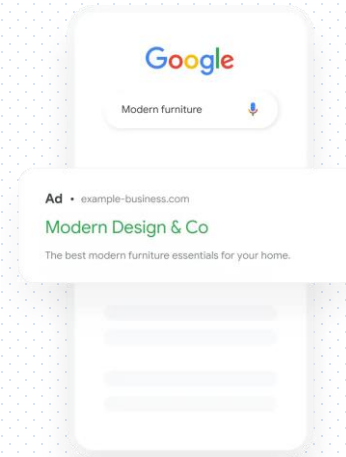 Google
Modern furniture
Ad • example-business.com
Modern Design & Co
The best modern furniture essentials for your home.